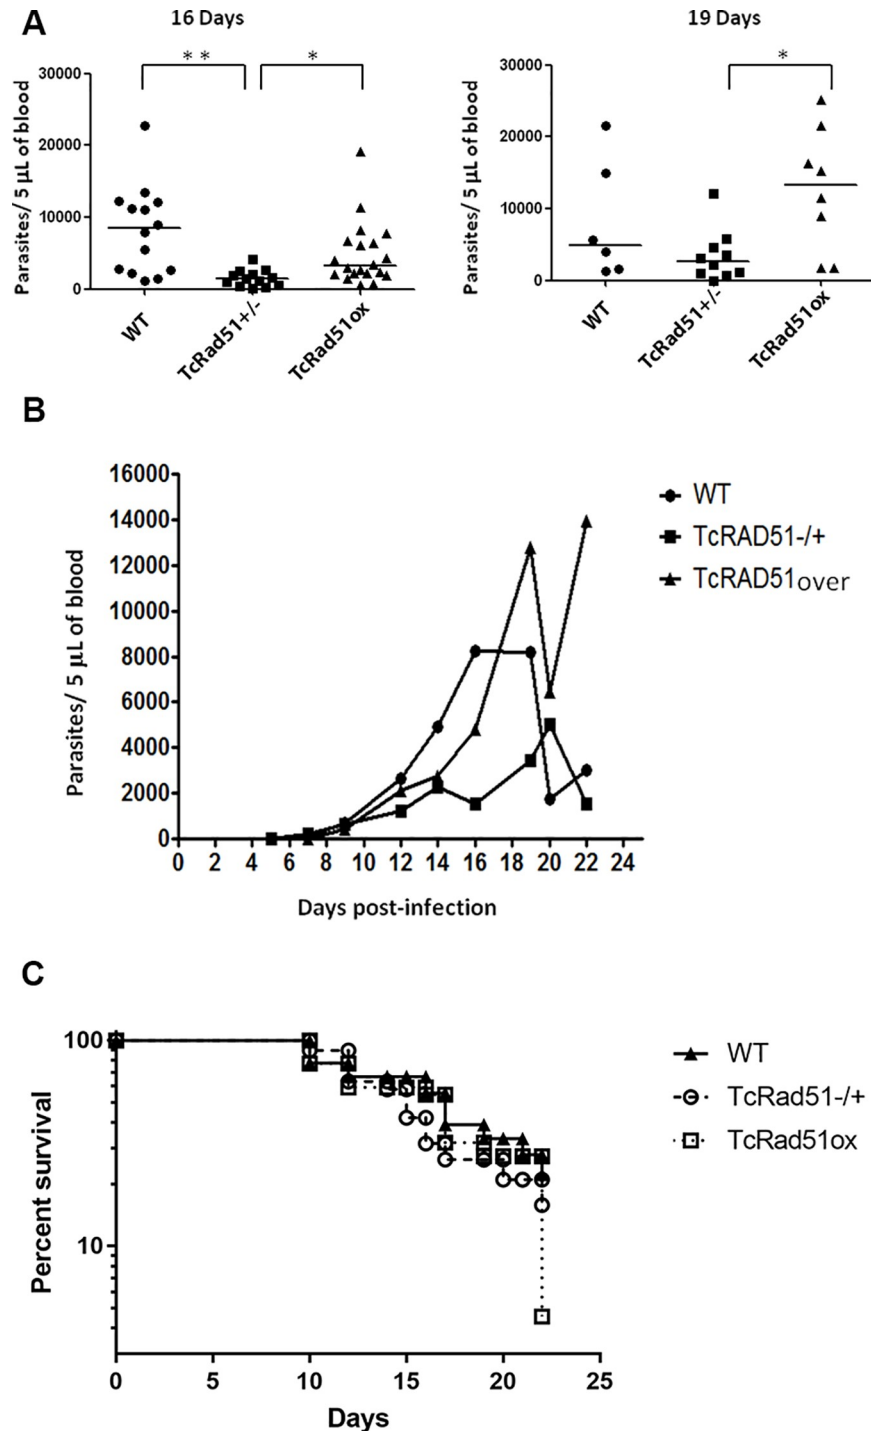 A
16 Days
19 Days
* *
*
*
Parasites/ 5 µL of blood
30000
20000
10000
0
WT
TcRad51+/-
TcRad51ox
Parasites/ 5 µL of blood
30000
20000
10000
0
WT
TcRad51+/-
TcRad51ox
B
Parasites/ 5 µL of blood
16000
14000
12000
10000
8000
6000
4000
2000
0
0 2 4 6 8 10 12 14 16 18 20 22 24
Days post-infection
WT
TcRAD51-/+
TcRAD51over
C
Percent survival
100
10
0 5 10 15 20 25
Days
WT
TcRad51-/+
TcRad51ox